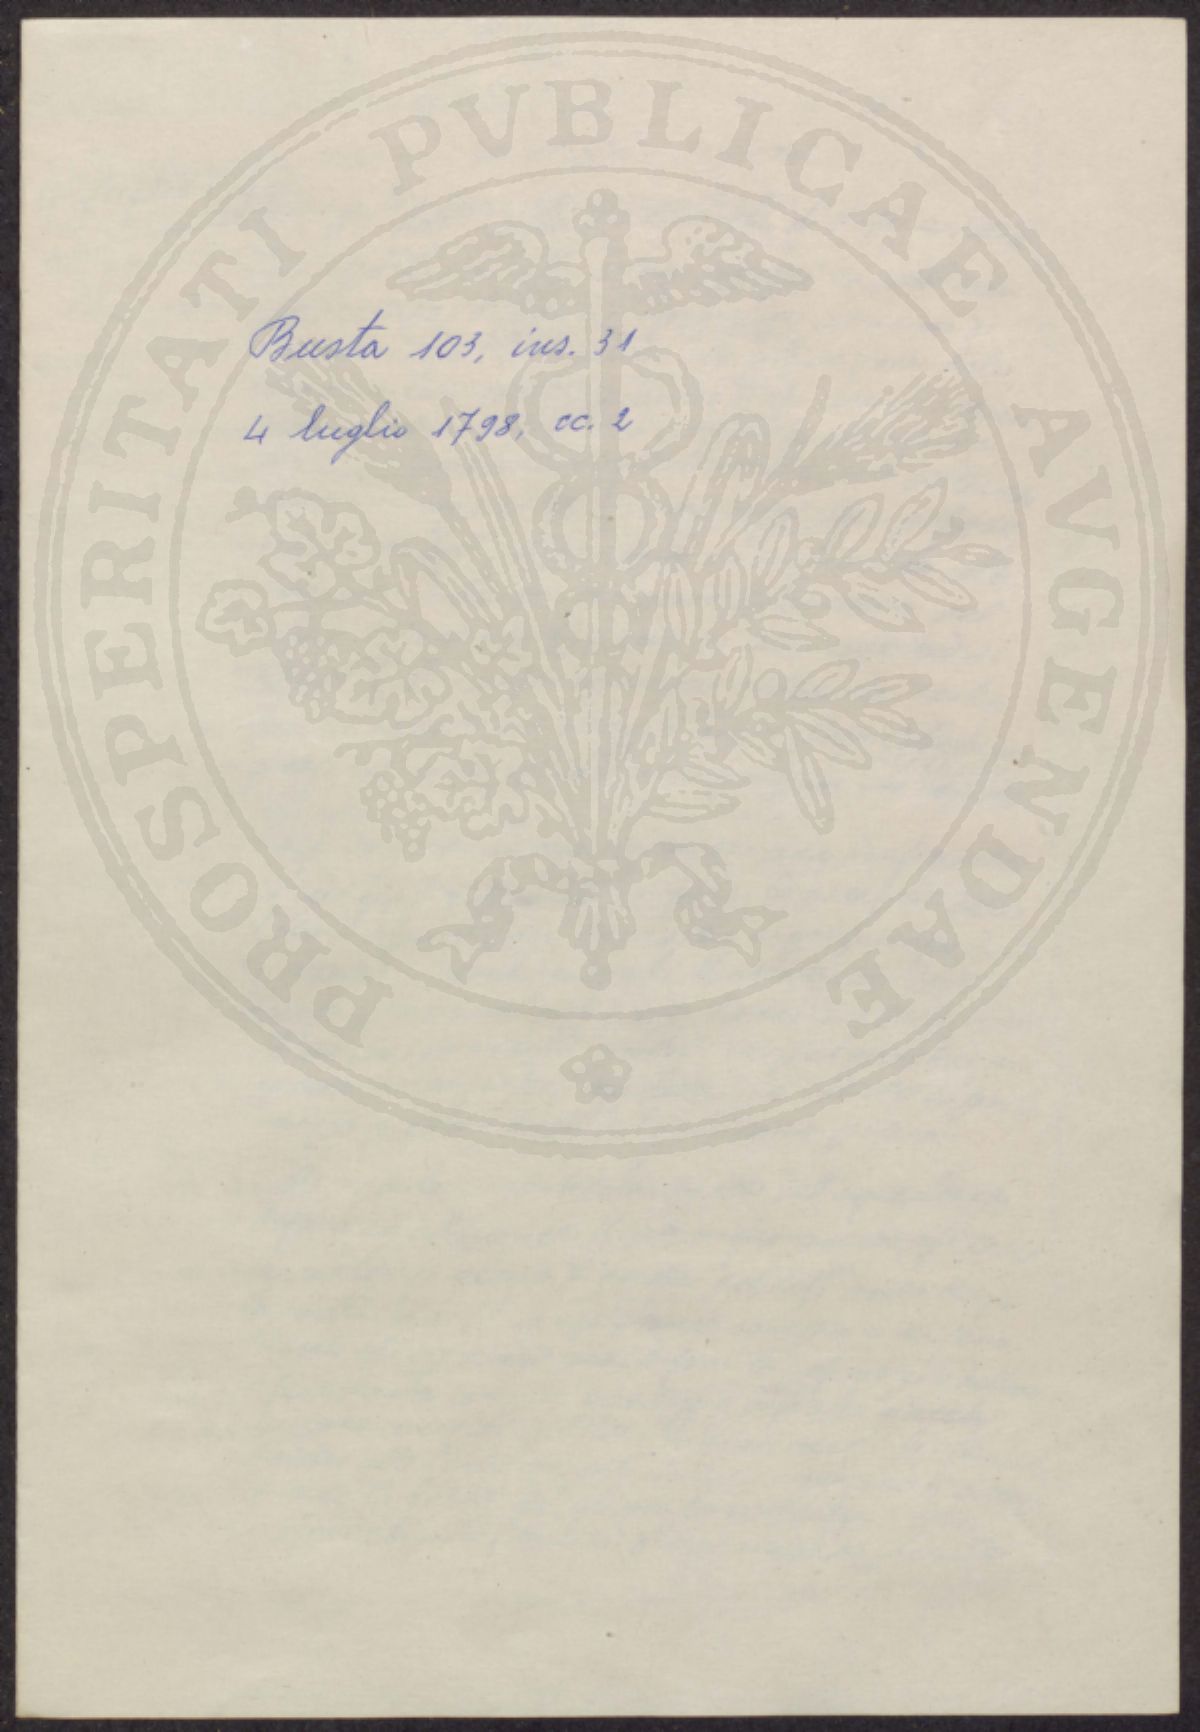 Busta 103, ins. 31
4 luglio 1798, cc. 2
PROSPERITATI PVBLICAE AVGENDAE